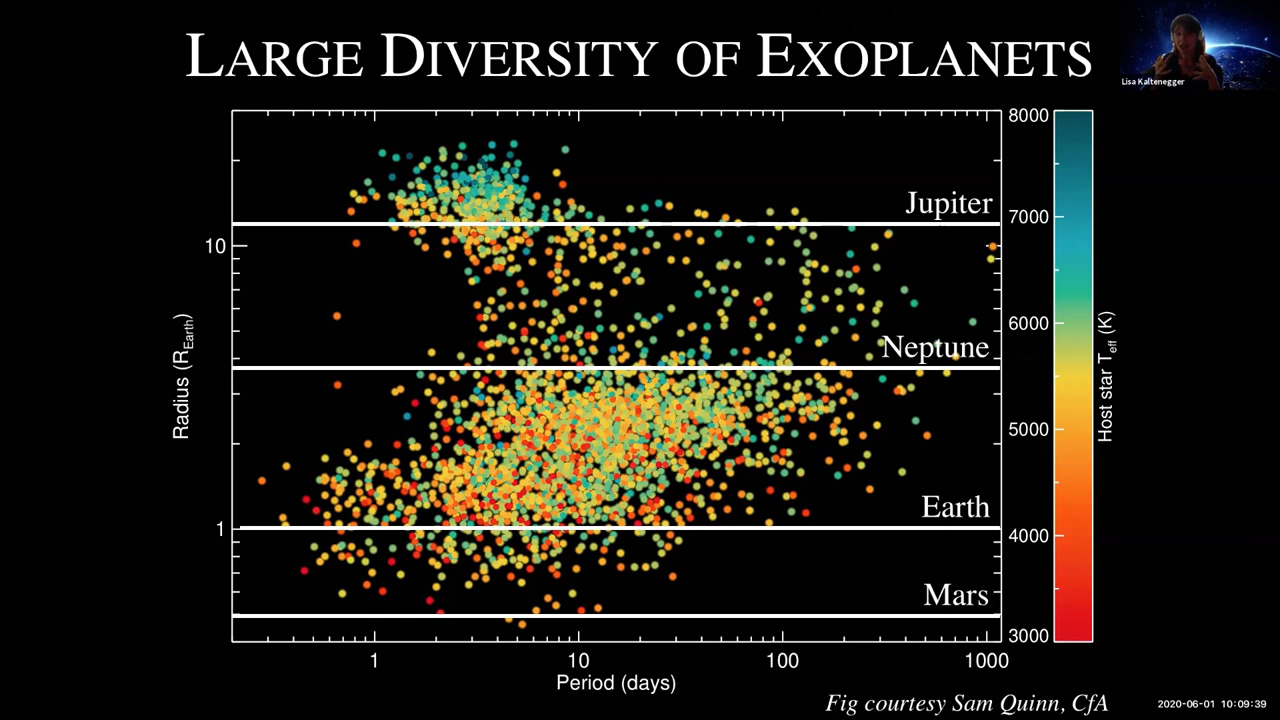 LARGE DIVERSITY OF EXOPLANETS
Lisa Kaltenegger
8000
7000
6000
5000
4000
3000
Host star Teff (K)
Jupiter
Neptune
Earth
Mars
10
1
Radius (REarth)
1
10
100
1000
Period (days)
Fig courtesy Sam Quinn, CfA
2020-06-01 10:09:39